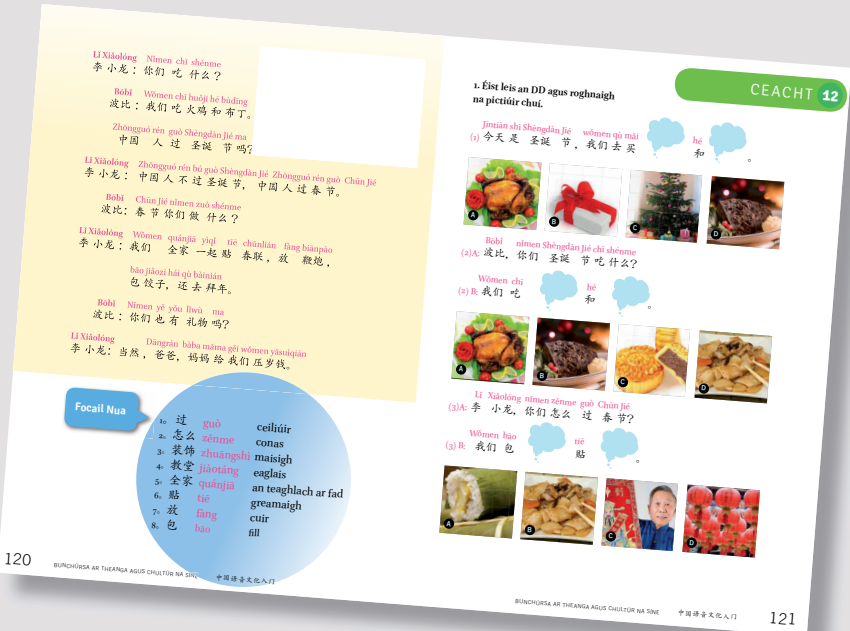 Lǐ Xiǎolóng Nǐmen chī shénme
李小龙：你们 吃 什么？
Bōbǐ Wǒmen chī huǒjī hé bùdīng
波比：我们吃火鸡和布丁。
Zhōngguó rén guò Shèngdàn Jié ma
中国 人 过 圣诞 节吗？
Lǐ Xiǎolóng Zhōngguó rén bú guò Shèngdàn Jié Zhōngguó rén guò Chūn Jié
李小龙：中国人不过圣诞节，中国人过春节。
Bōbǐ Chūn Jié nǐmen zuò shénme
波比：春节你们做 什么？
Lǐ Xiǎolóng Wǒmen quánjiā yìqǐ tiē chūnlián fàng biānpào
李小龙：我们 全家一起贴 春联，放 鞭炮，
bāo jiǎozi hái qù bàinián
包饺子，还去拜年。
Bōbǐ Nǐmen yě yǒu lǐwù ma
波比：你们也有 礼物吗？
Lǐ Xiǎolóng Dāngrán bàba māma gěi wǒmen yāsuìqián
李小龙：当然，爸爸，妈妈给我们压岁钱。
Focail Nua
1。 过 guò ceiliúir
2。 怎么 zěnme conas
3。 装饰 zhuāngshì maisigh
4。 教堂 jiàotáng eaglais
5。 全家 quánjiā an teaghlach ar fad
6。 贴 tiē greamaigh
7。 放 fàng cuir
8。 包 bāo fill
120
BUNCHÚRSA AR THEANGA AGUS CHULTÚR NA SÍNE 中国语言文化入门
CEACHT 12
1. Éist leis an DD agus roghnaigh
na pictiúir chuí.
Jīntiān shì Shèngdàn Jié wǒmen qù mǎi hé
(1) 今天 是 圣诞 节，我们 去 买 和 。
A B C D
Bōbǐ nǐmen Shèngdàn Jié chī shénme
(2)A: 波比，你们 圣诞 节 吃 什么？
Wǒmen chī hé
(2) B: 我们 吃 和 。
A B C D
Lǐ Xiǎolóng nǐmen zěnme guò Chūn Jié
(3)A: 李 小龙，你们 怎么 过 春 节？
Wǒmen bāo tiē
(3) B: 我们 包 贴 。
A B C D
BUNCHÚRSA AR THEANGA AGUS CHULTÚR NA SÍNE 中国语言文化入门
121